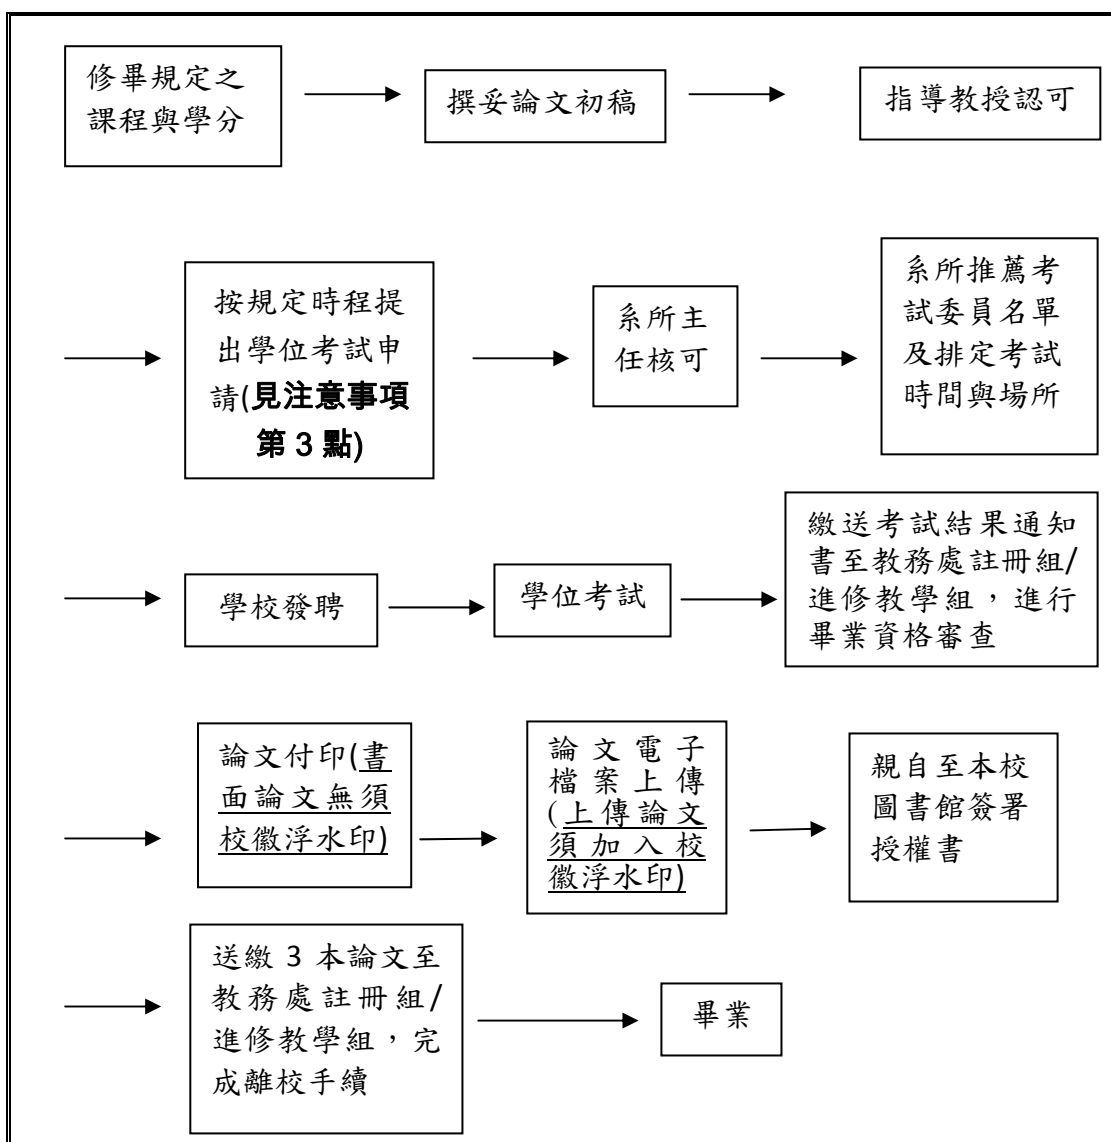 修畢規定之
課程與學分
撰妥論文初稿
指導教授認可
按規定時程提
出學位考試申
請(見注意事項
第 3 點)
系所主
任核可
系所推薦考
試委員名單
及排定考試
時間與場所
學校發聘
學位考試
繳送考試結果通知
書至教務處註冊組/
進修教學組，進行
畢業資格審查
論文付印(書
面論文無須
校徽浮水印)
論文電子
檔案上傳
(上傳論文
須加入校
徽浮水印)
親自至本校
圖書館簽署
授權書
送繳 3 本論文至
教務處註冊組/
進修教學組，完
成離校手續
畢業